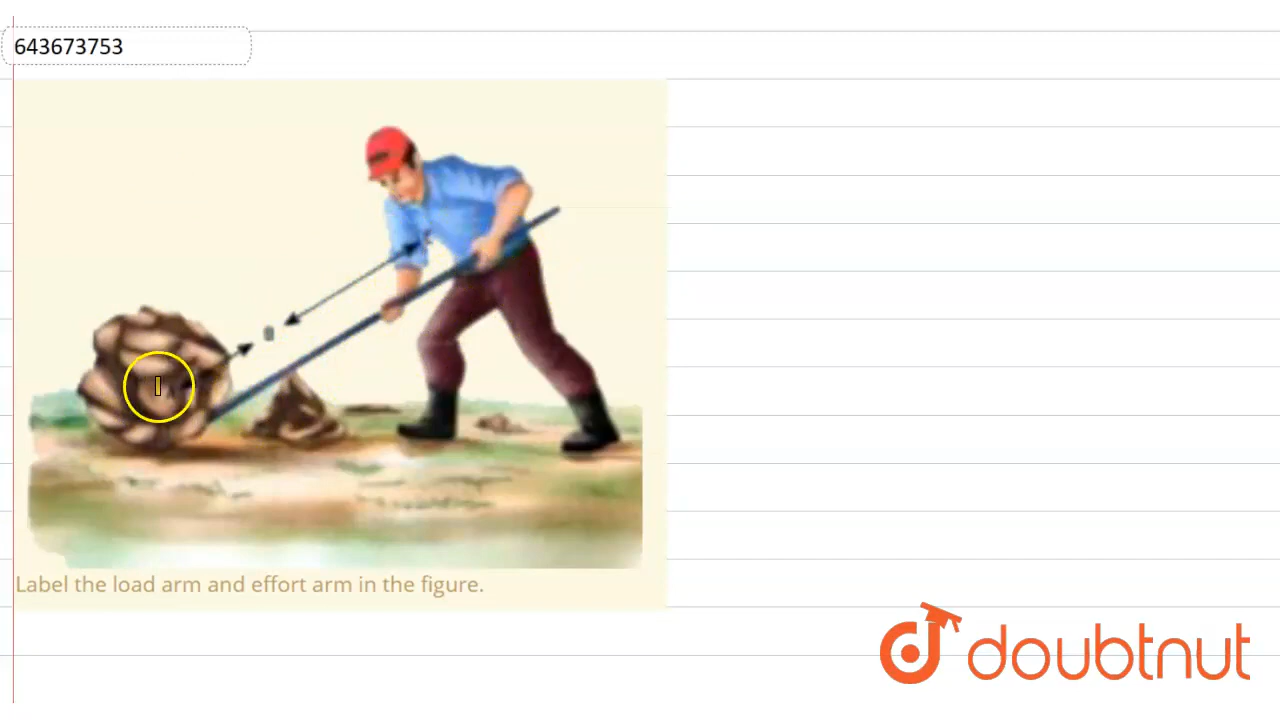 643673753
Label the load arm and effort arm in the figure.
doubtnut